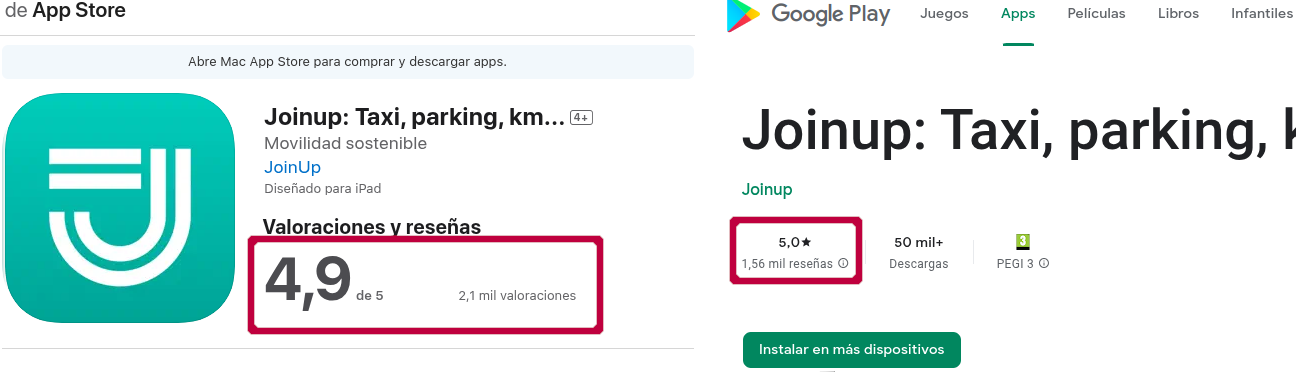 de App Store
Abre Mac App Store para comprar y descargar apps.
Joinup: Taxi, parking, km... 4+
Movilidad sostenible
JoinUp
Diseñado para iPad
Valoraciones y reseñas
4,9 de 5
2,1 mil valoraciones
Google Play
Juegos Apps Películas Libros Infantiles
Joinup: Taxi, parking, k
Joinup
5,0★
1,56 mil reseñas
50 mil+
Descargas
3
PEGI 3
Instalar en más dispositivos